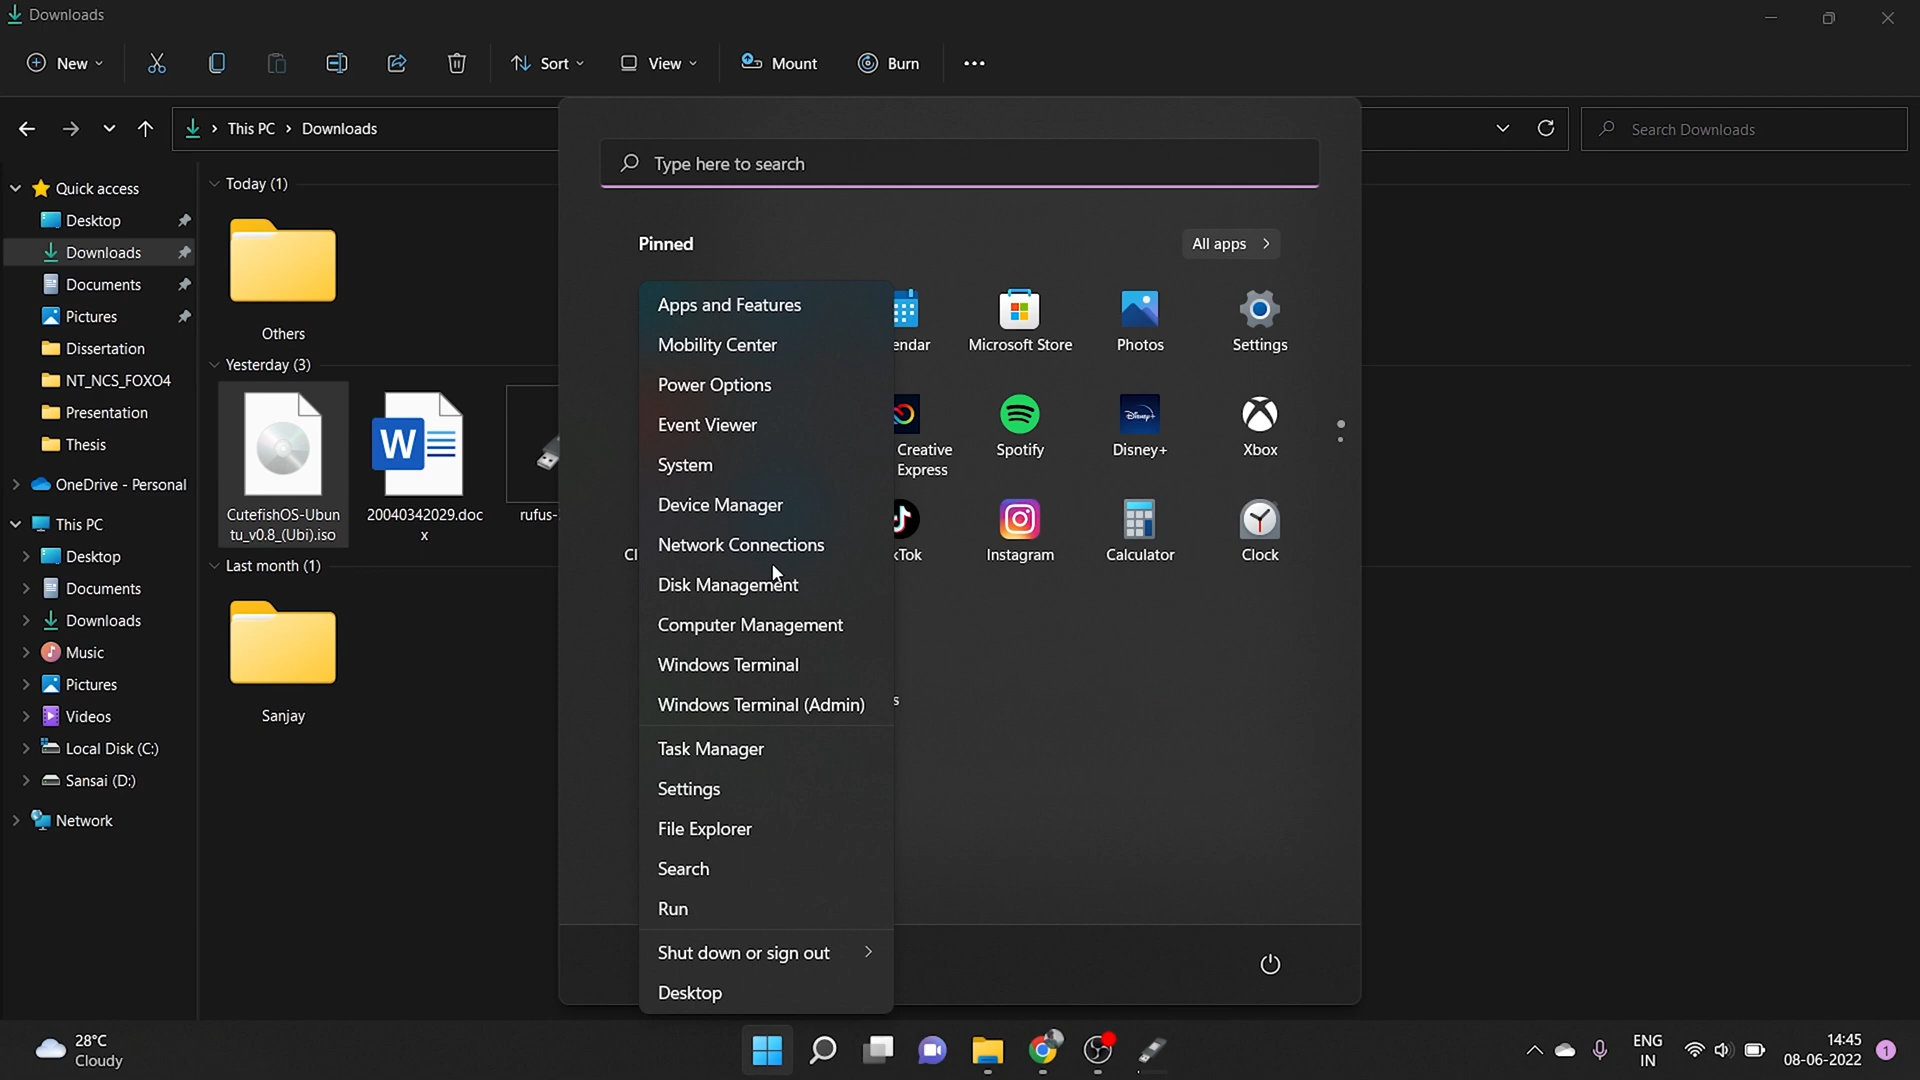 Downloads
New
Sort
View
Mount
Burn
This PC > Downloads
Search Downloads
Quick access
Desktop
Downloads
Documents
Pictures
Dissertation
NT_NCS_FOXO4
Presentation
Thesis
OneDrive - Personal
This PC
Desktop
Documents
Downloads
Music
Pictures
Videos
Local Disk (C:)
Sansai (D:)
Network
Today (1)
Others
Yesterday (3)
CutefishOS-Ubun
tu_v0.8_(Ubi).iso
20040342029.doc
x
rufus-
Last month (1)
Sanjay
Type here to search
Pinned
All apps
endar
Microsoft Store
Photos
Settings
Creative
Express
Spotify
Disney+
Xbox
Cl
kTok
Instagram
Calculator
Clock
s
Apps and Features
Mobility Center
Power Options
Event Viewer
System
Device Manager
Network Connections
Disk Management
Computer Management
Windows Terminal
Windows Terminal (Admin)
Task Manager
Settings
File Explorer
Search
Run
Shut down or sign out
Desktop
28°C
Cloudy
ENG
IN
14:45
08-06-2022
1